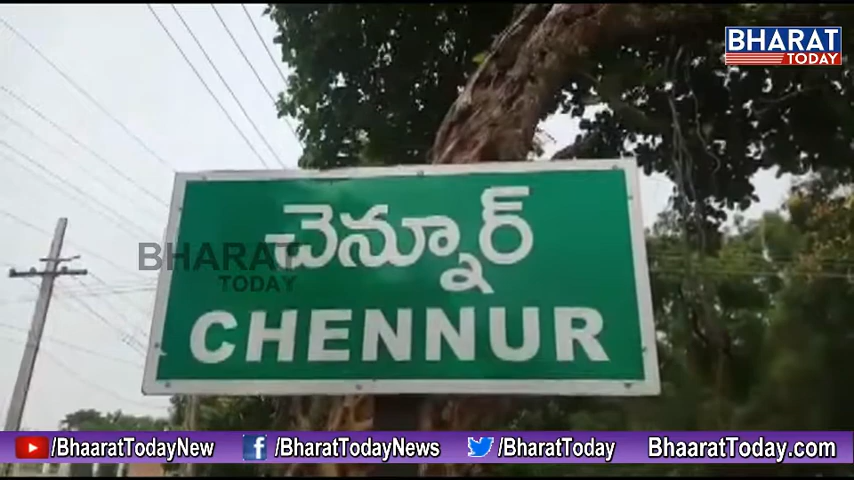 BHARAT
TODAY
చెన్నూర్
BHARAT
TODAY
CHENNUR
/BhaaratTodayNew
/BharatTodayNews
/BharatToday
BhaaratToday.com